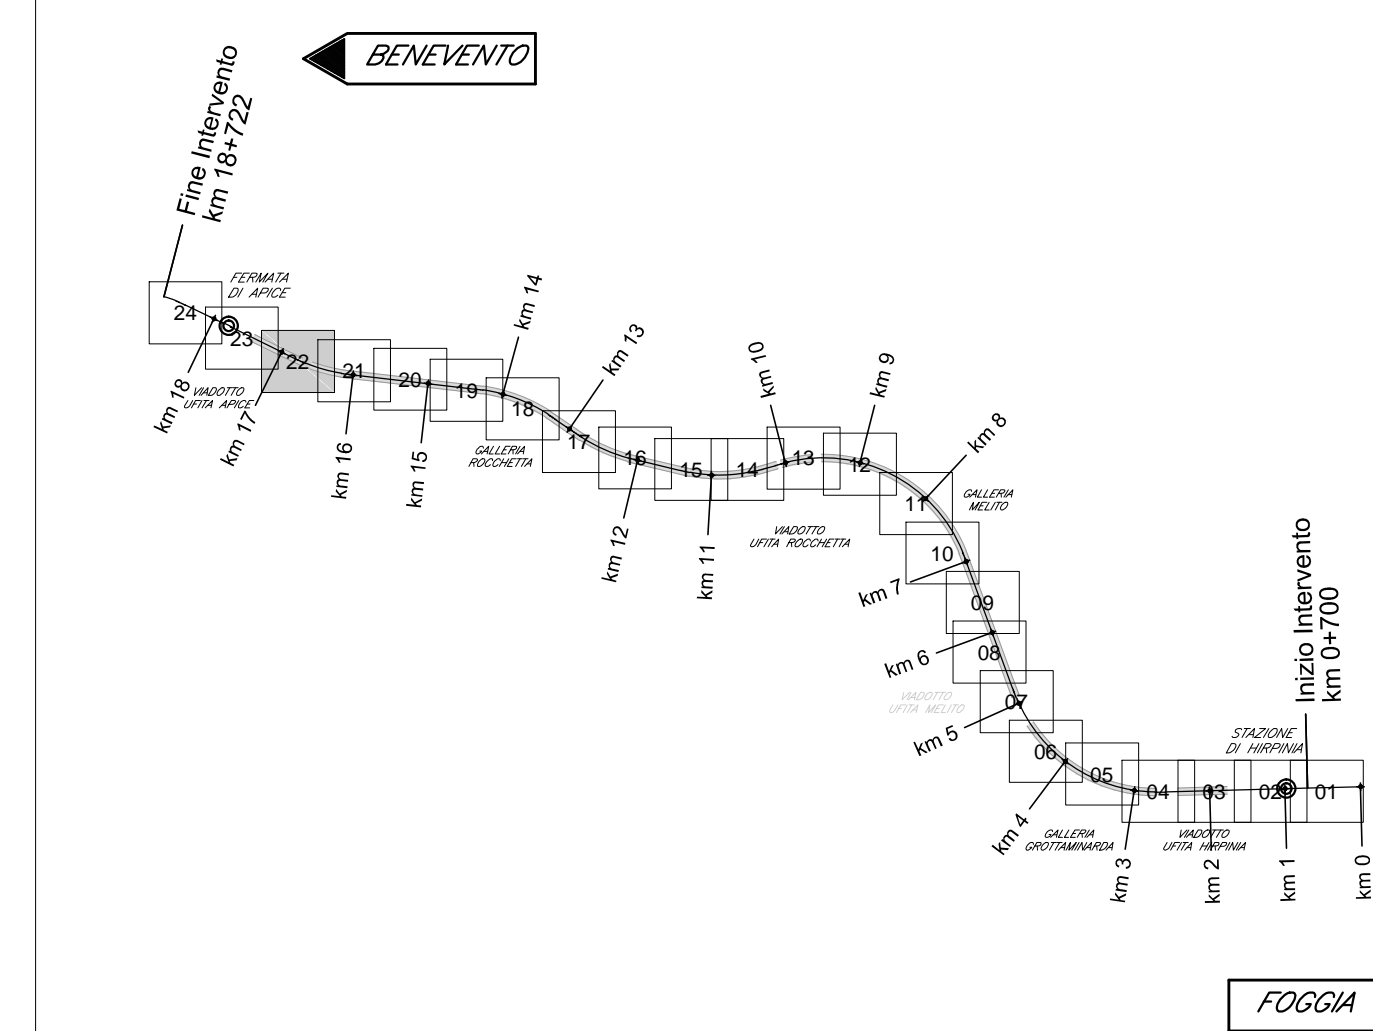 BENEVENTO
Fine Intervento
km 18+722
FERMATA
DI APICE
24
23
22
21
20
19
18
17
16
15
14
13
12
11
10
09
08
07
06
05
04
03
02
01
VIADOTTO
UFITA APICE
km 18
km 17
km 16
km 15
km 14
km 13
GALLERIA
ROCCHETTA
km 12
km 11
km 10
km 9
VIADOTTO
UFITA ROCCHETTA
km 8
GALLERIA
MELITO
km 7
km 6
VIADOTTO
UFITA MELITO
km 5
km 4
GALLERIA
GROTTAMINARDA
km 3
VIADOTTO
UFITA HIRPINIA
km 2
STAZIONE
DI HIRPINIA
km 1
Inizio Intervento
km 0+700
km 0
FOGGIA